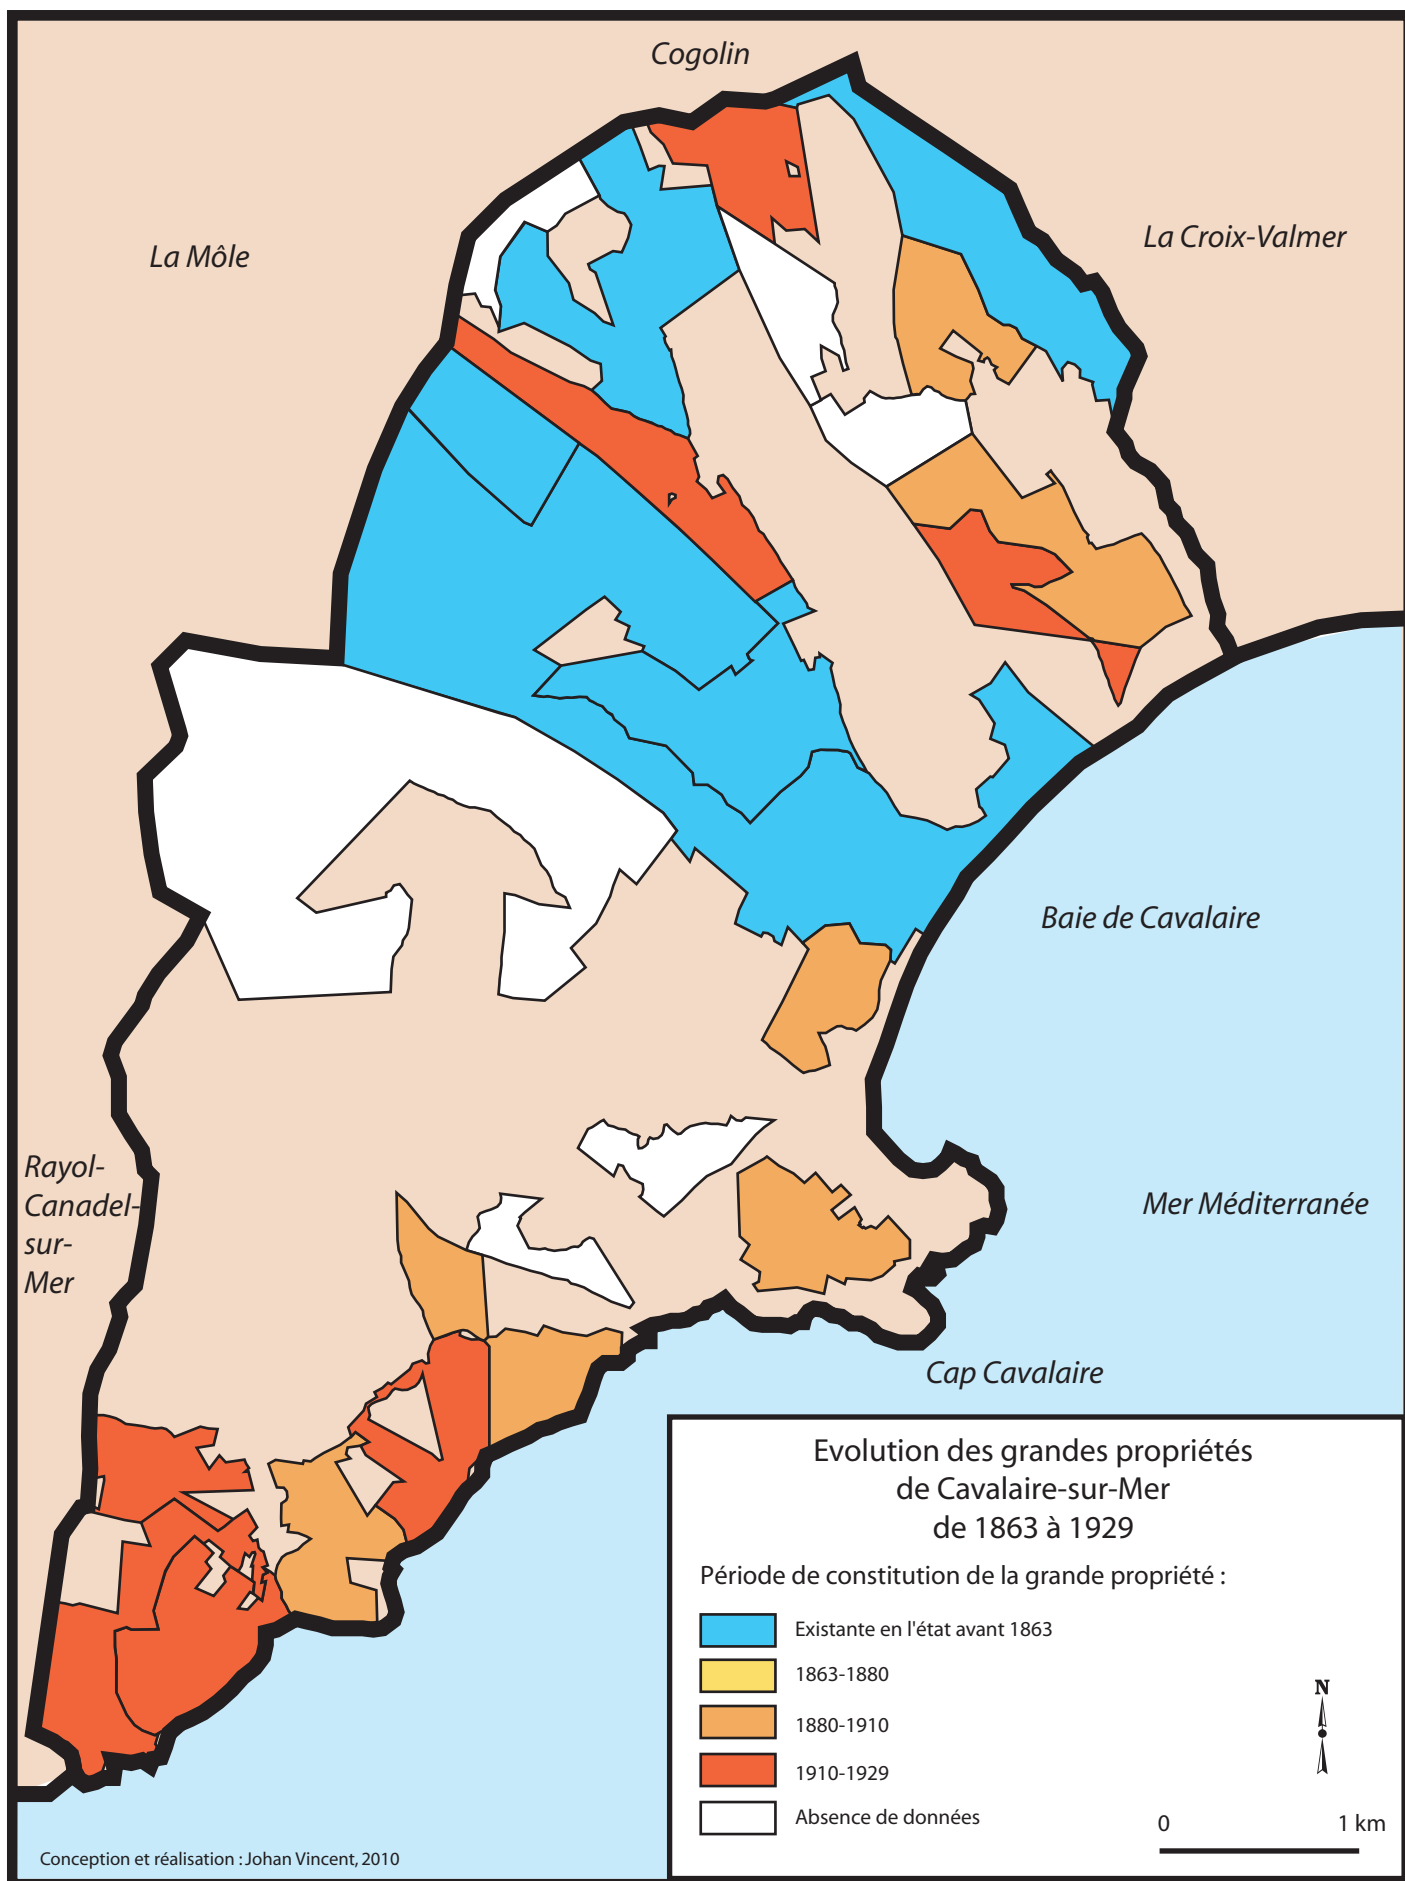 Cogolin
La Môle
La Croix-Valmer
Baie de Cavalaire
Rayol-
Canadel-
sur-
Mer
Mer Méditerranée
Cap Cavalaire
Evolution des grandes propriétés
de Cavalaire-sur-Mer
de 1863 à 1929
Période de constitution de la grande propriété :
Existante en l'état avant 1863
1863-1880
1880-1910
1910-1929
Absence de données
N
0 1 km
Conception et réalisation : Johan Vincent, 2010